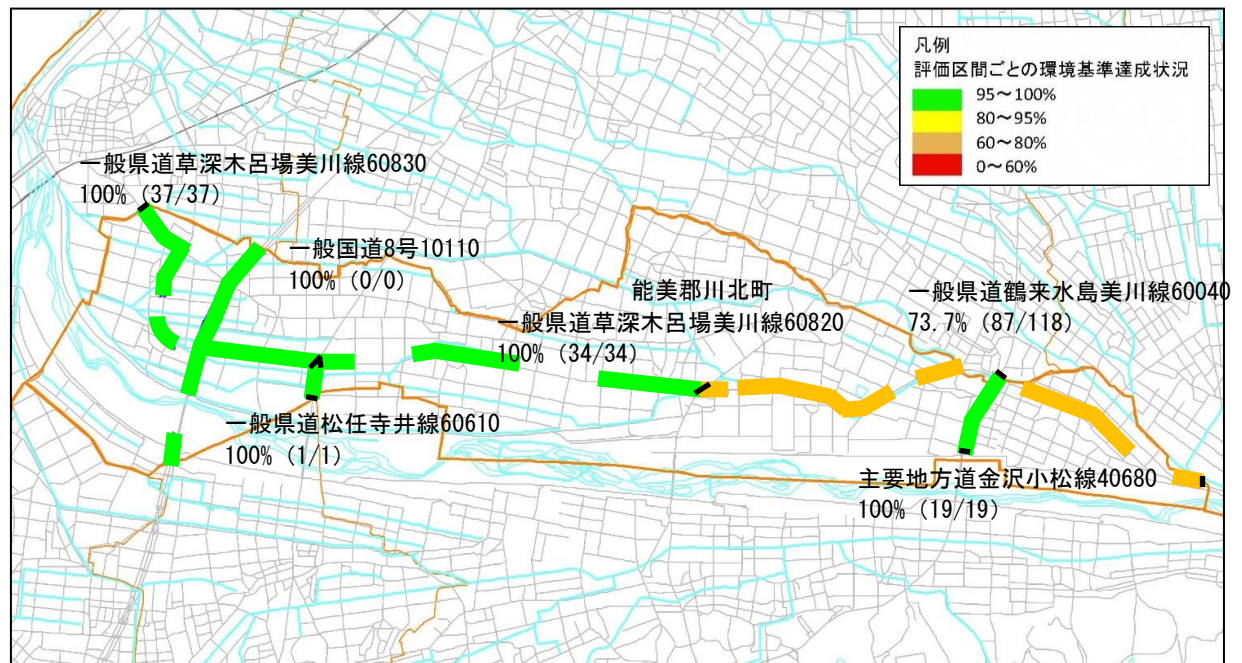 凡例
評価区間ごとの環境基準達成状況
95～100%
80～95%
60～80%
0～60%
一般県道草深木呂場美川線60830
100% (37/37)
一般国道8号10110
100% (0/0)
能美郡川北町
一般県道鶴来水島美川線60040
73.7% (87/118)
一般県道草深木呂場美川線60820
100% (34/34)
一般県道松任寺井線60610
100% (1/1)
主要地方道金沢小松線40680
100% (19/19)